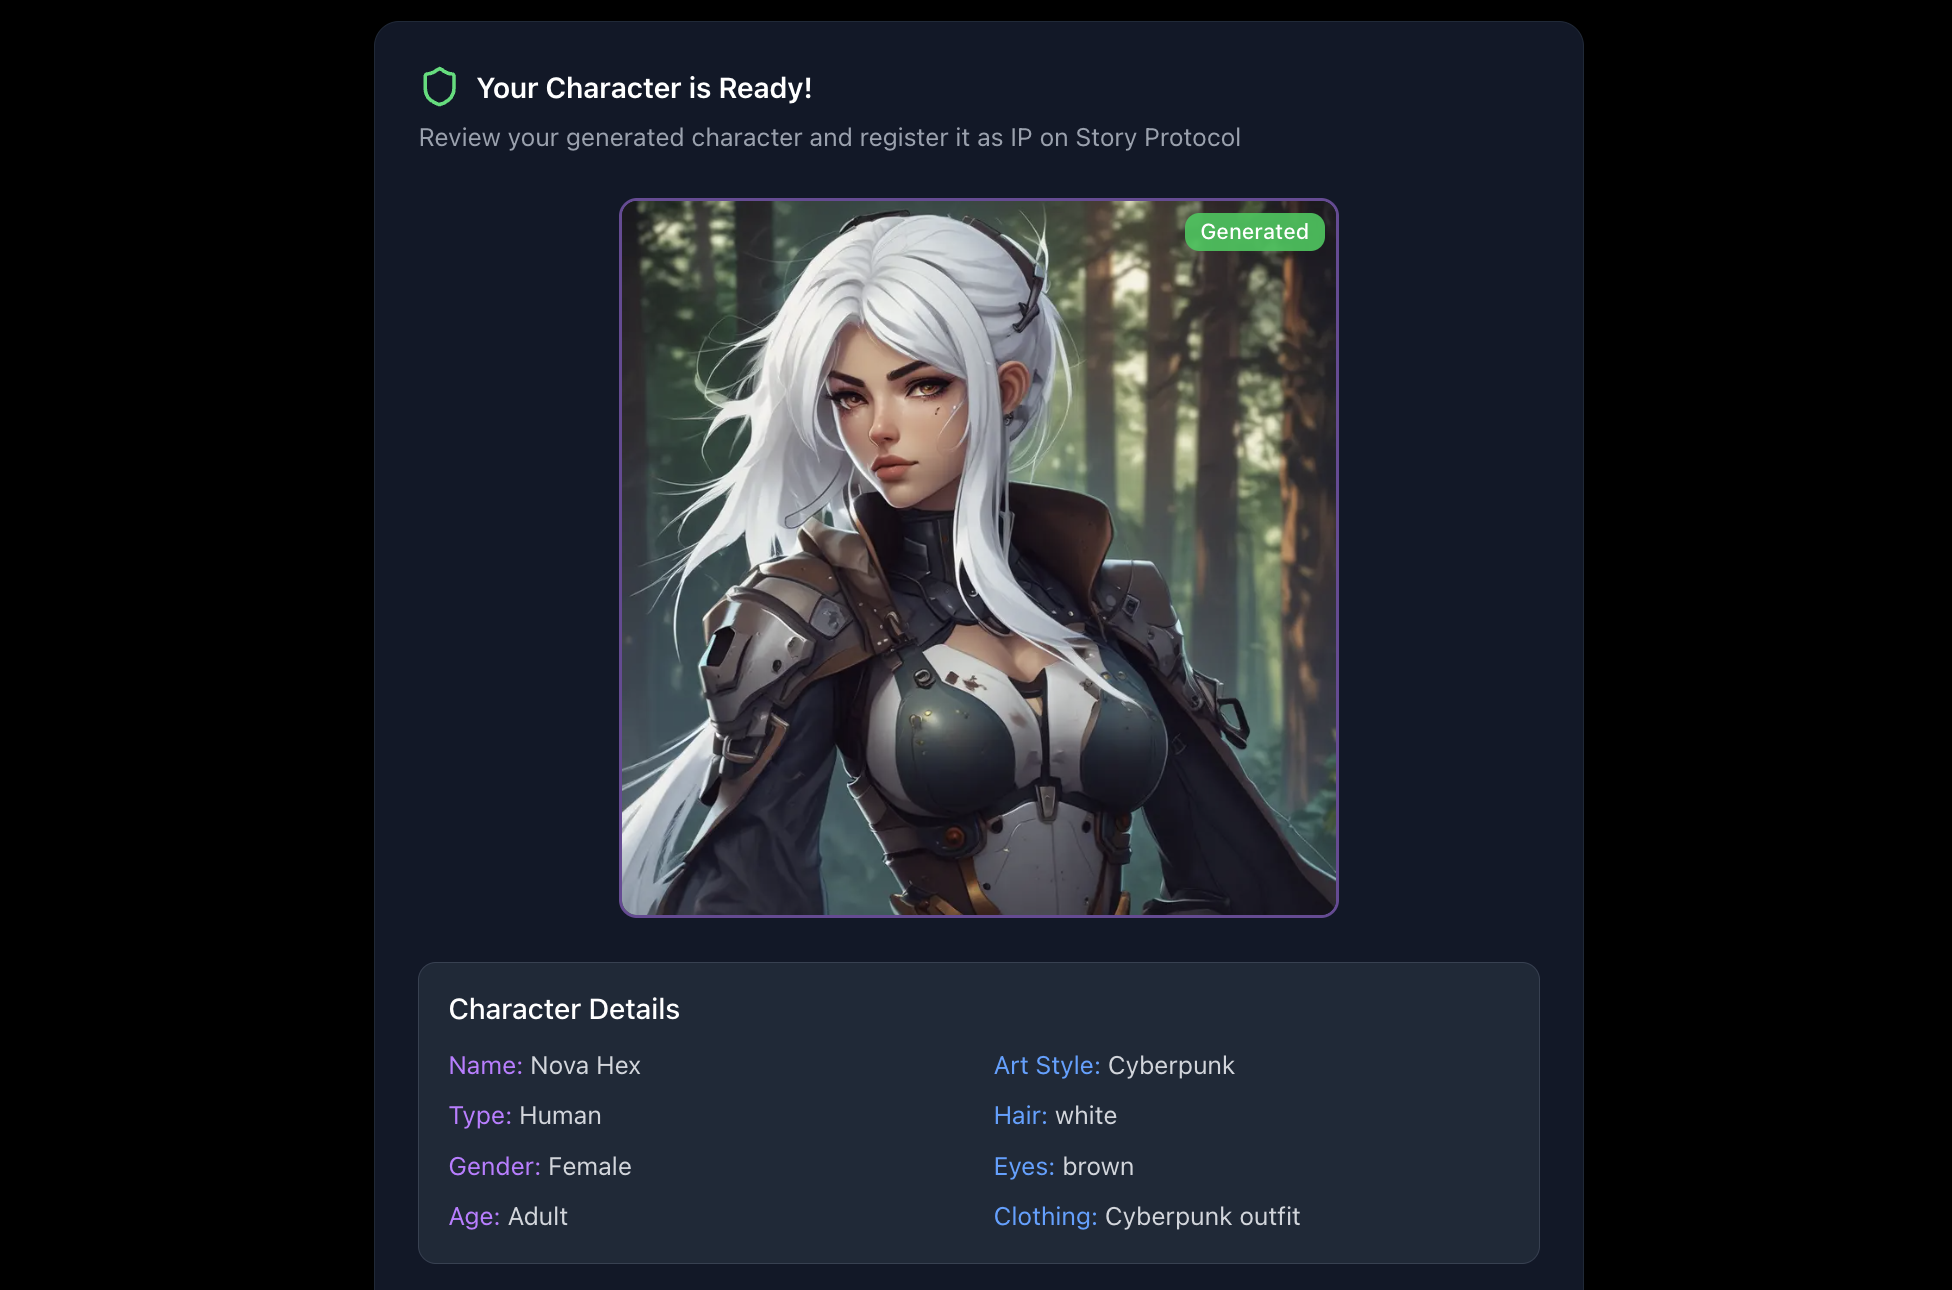 Your Character is Ready!
Review your generated character and register it as IP on Story Protocol
Generated
Character Details
Name: Nova Hex
Art Style: Cyberpunk
Type: Human
Hair: white
Gender: Female
Eyes: brown
Age: Adult
Clothing: Cyberpunk outfit